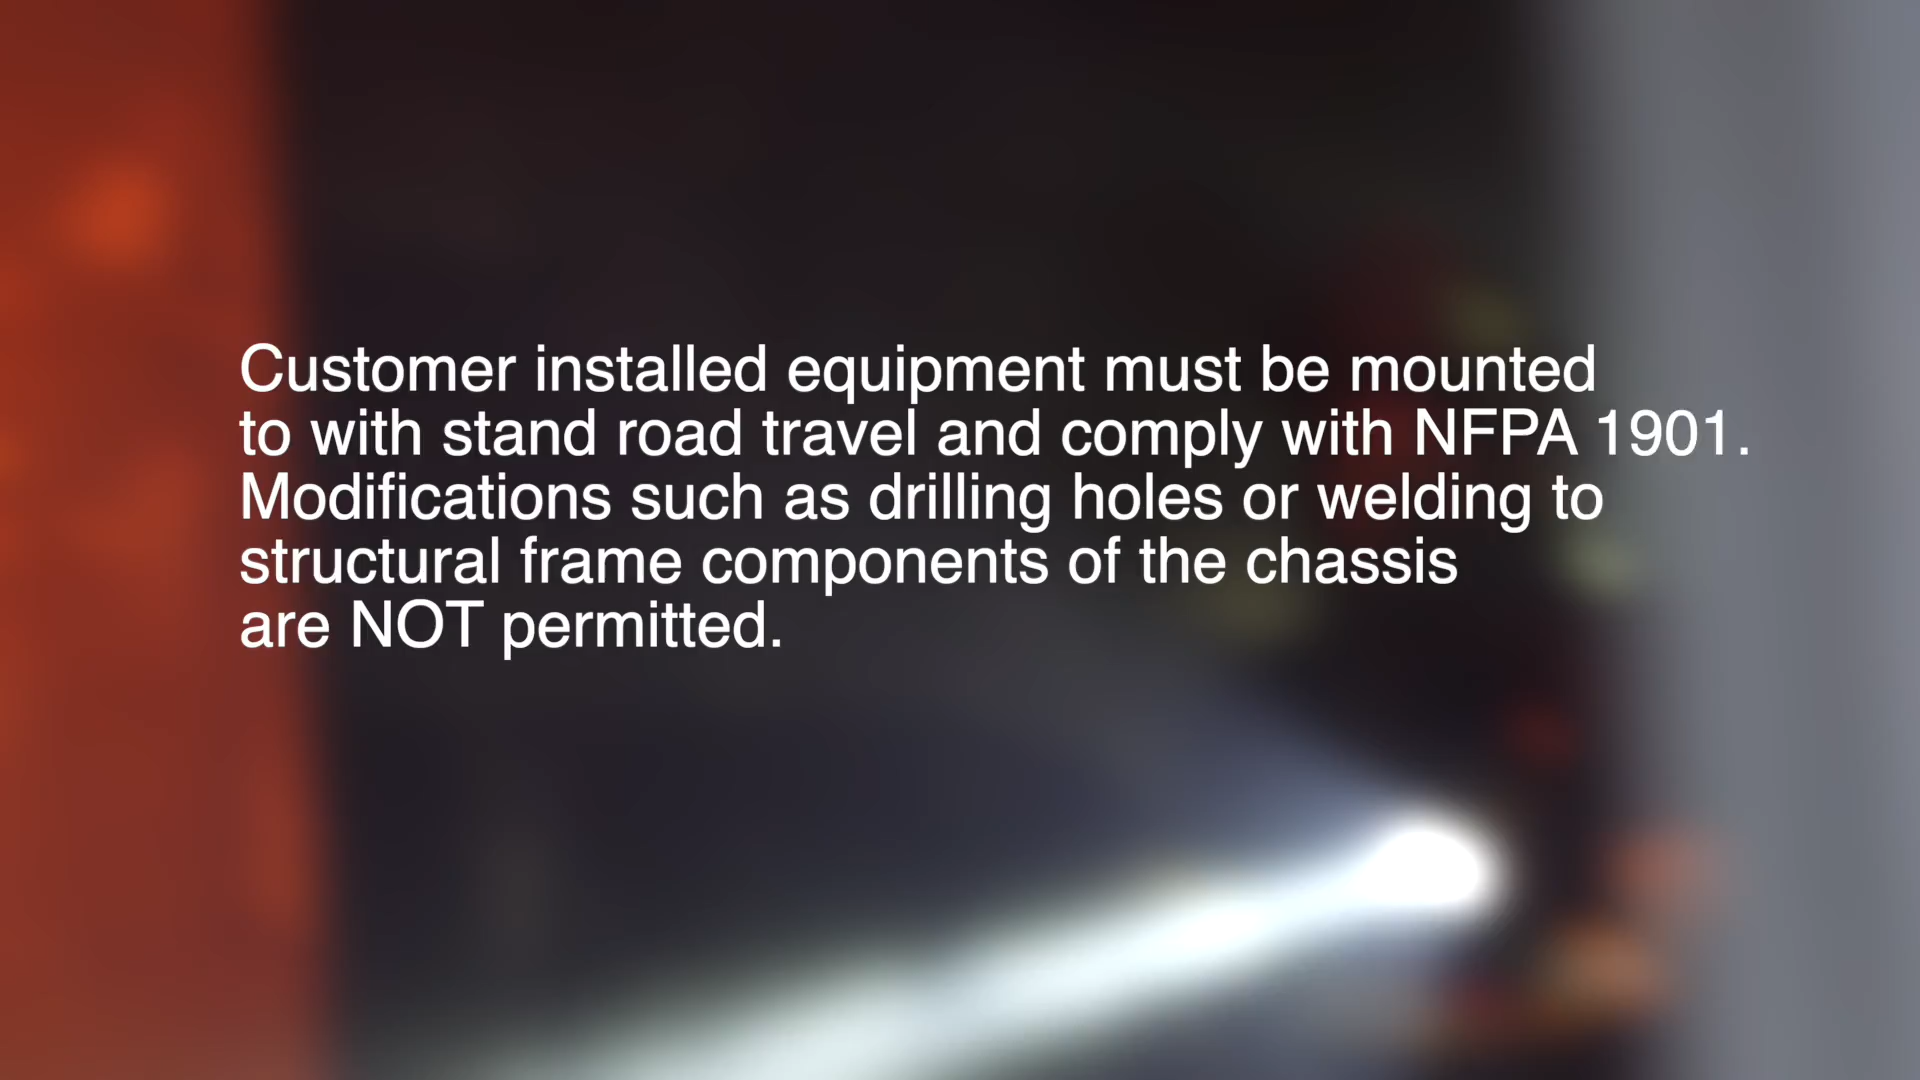 Customer installed equipment must be mounted
to with stand road travel and comply with NFPA 1901.
Modifications such as drilling holes or welding to
structural frame components of the chassis
are NOT permitted.